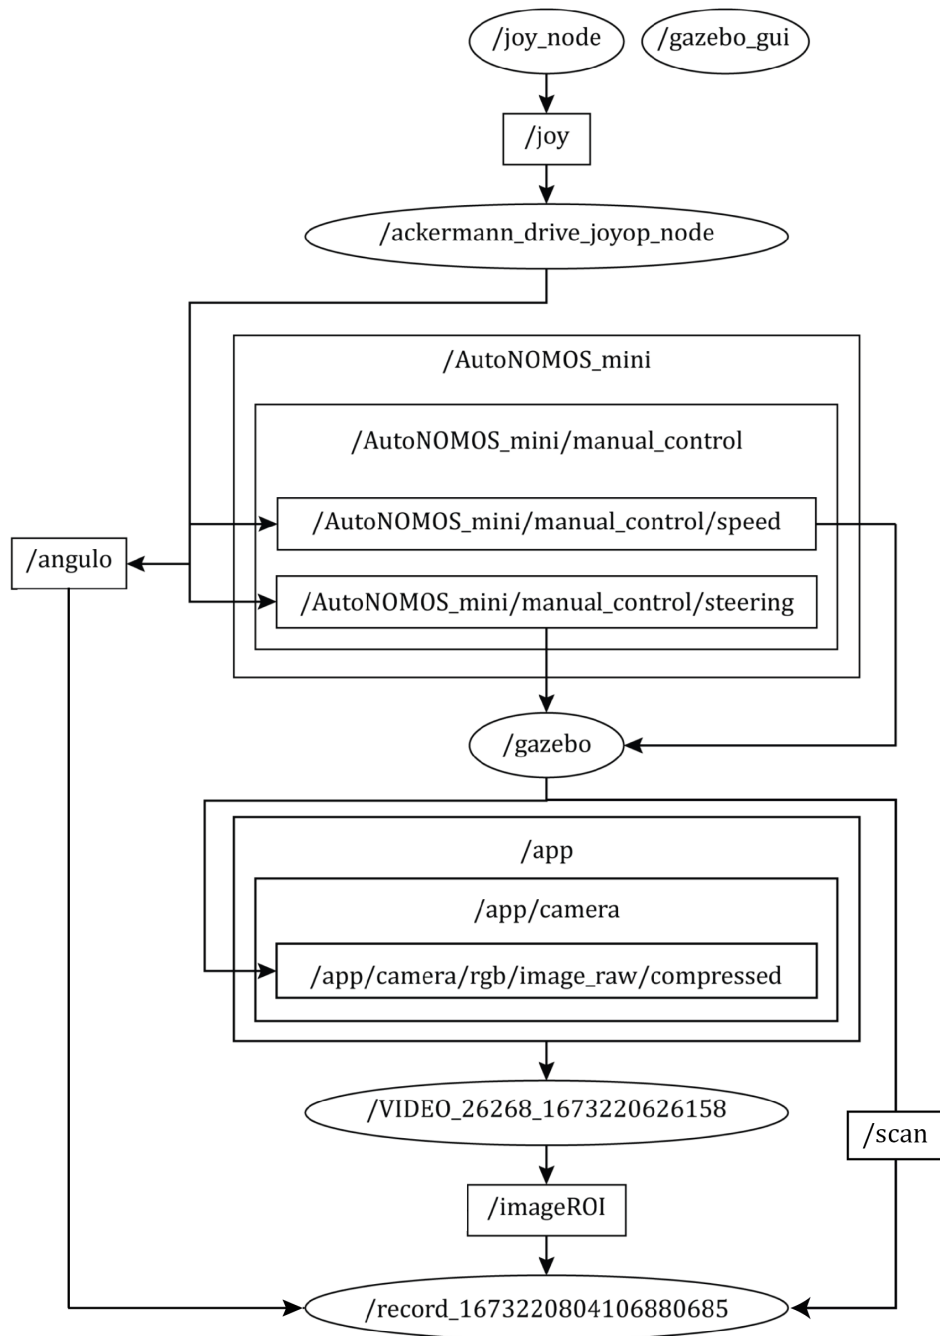 /joy_node
/gazebo_gui
/joy
/ackermann_drive_joyop_node
/AutoNOMOS_mini
/AutoNOMOS_mini/manual_control
/AutoNOMOS_mini/manual_control/speed
/angulo
/AutoNOMOS_mini/manual_control/steering
/gazebo
/app
/app/camera
/app/camera/rgb/image_raw/compressed
/VIDEO_26268_1673220626158
/scan
/imageROI
/record_1673220804106880685